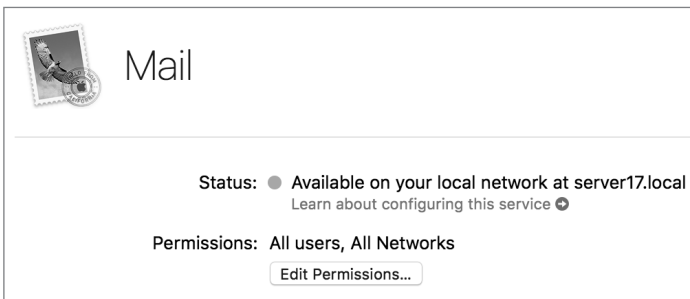 Mail
Status: Available on your local network at server17.local
Learn about configuring this service
Permissions: All users, All Networks
Edit Permissions...